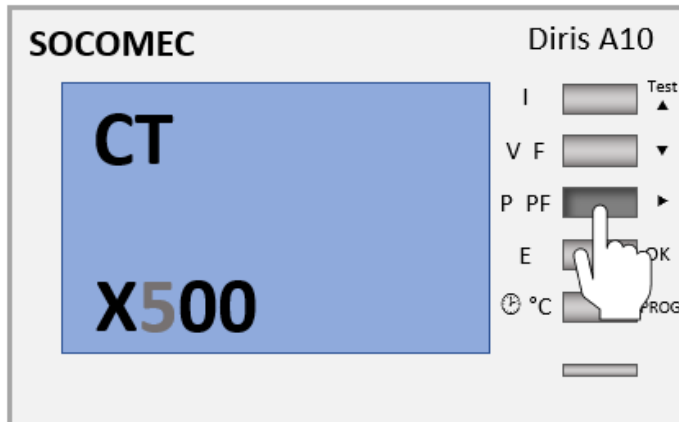 SOCOMEC
Diris A10
CT
X500
I
Test
▲
V F
▼
P PF
►
E
OK
°C
PROG